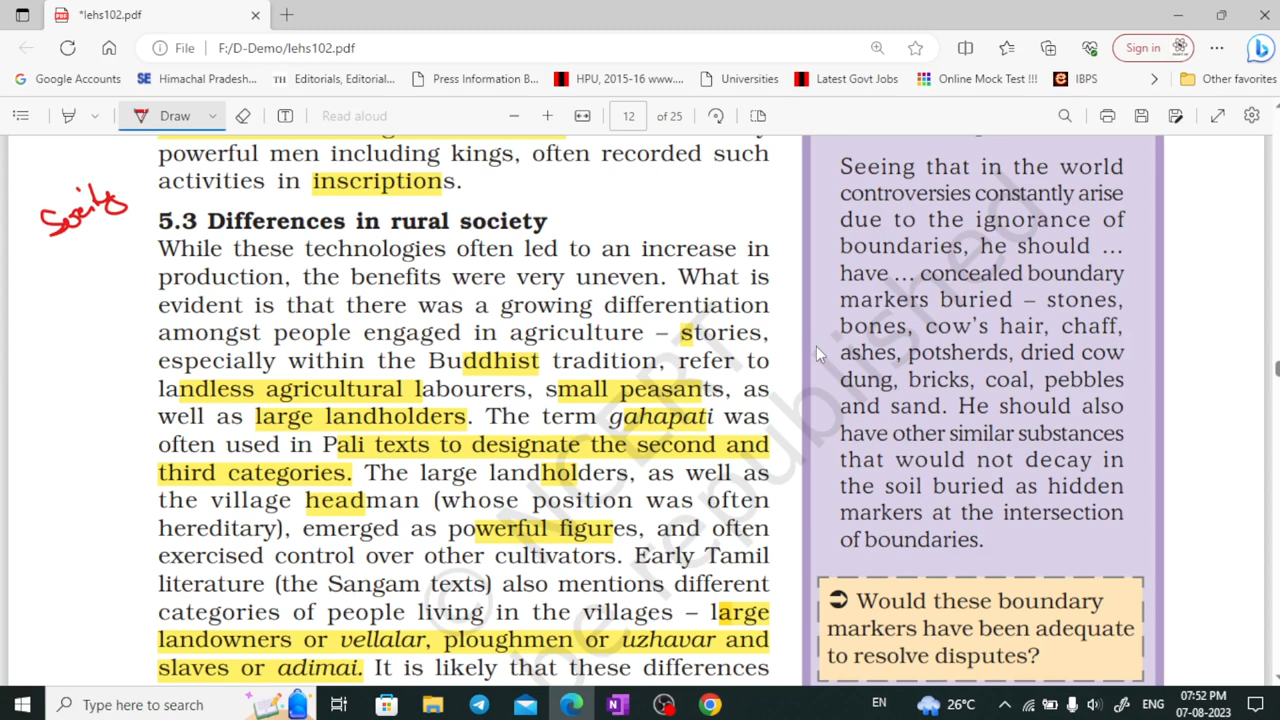 *lehs102.pdf
File F:/D-Demo/lehs102.pdf Sign in
Google Accounts SE Himachal Pradesh... TH Editorials, Editorial... Press Information B... HPU, 2015-16 www.... Universities Latest Govt Jobs Online Mock Test !!! e IBPS Other favorites
Draw Read aloud 12 of 25
powerful men including kings, often recorded such
activities in inscriptions.
5.3 Differences in rural society
While these technologies often led to an increase in
production, the benefits were very uneven. What is
evident is that there was a growing differentiation
amongst people engaged in agriculture – stories,
especially within the Buddhist tradition, refer to
landless agricultural labourers, small peasants, as
well as large landholders. The term gahapati was
often used in Pali texts to designate the second and
third categories. The large landholders, as well as
the village headman (whose position was often
hereditary), emerged as powerful figures, and often
exercised control over other cultivators. Early Tamil
literature (the Sangam texts) also mentions different
categories of people living in the villages – large
landowners or vellalar, ploughmen or uzhavar and
slaves or adimai. It is likely that these differences
Seeing that in the world
controversies constantly arise
due to the ignorance of
boundaries, he should ...
have ... concealed boundary
markers buried – stones,
bones, cow's hair, chaff,
ashes, potsherds, dried cow
dung, bricks, coal, pebbles
and sand. He should also
have other similar substances
that would not decay in
the soil buried as hidden
markers at the intersection
of boundaries.
➲ Would these boundary
markers have been adequate
to resolve disputes?
© NCERT
be republished
Type here to search EN 26°C ENG 07:52 PM
07-08-2023